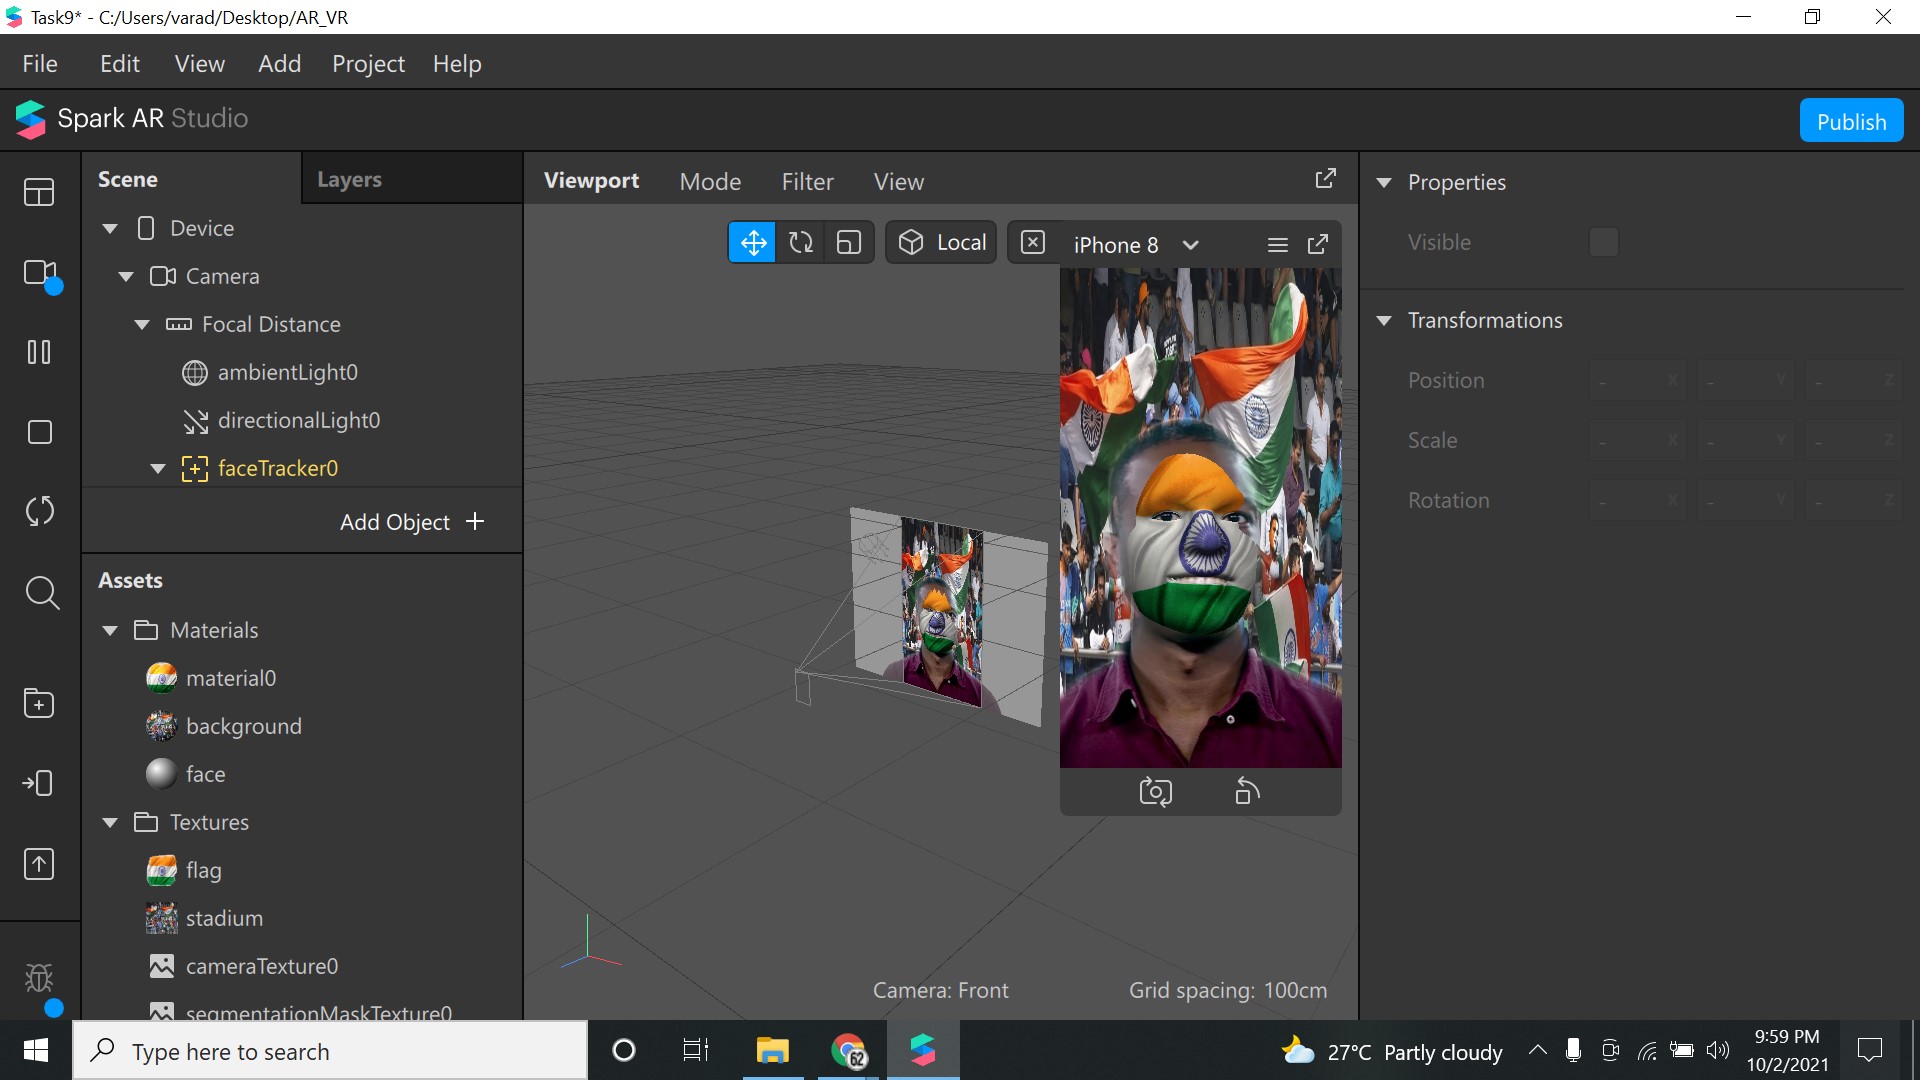 Task9* - C:/Users/varad/Desktop/AR_VR
File Edit View Add Project Help
Spark AR Studio
Publish
Scene Layers
Device
Camera
Focal Distance
ambientLight0
directionalLight0
faceTracker0
Add Object +
Assets
Materials
material0
background
face
Textures
flag
stadium
cameraTexture0
segmentationMaskTexture0
Viewport Mode Filter View
Local
iPhone 8
Camera: Front
Grid spacing: 100cm
Properties
Visible
Transformations
Position - X - Y - Z
Scale - X - Y - Z
Rotation - X - Y - Z
Type here to search
62
27°C Partly cloudy
9:59 PM
10/2/2021